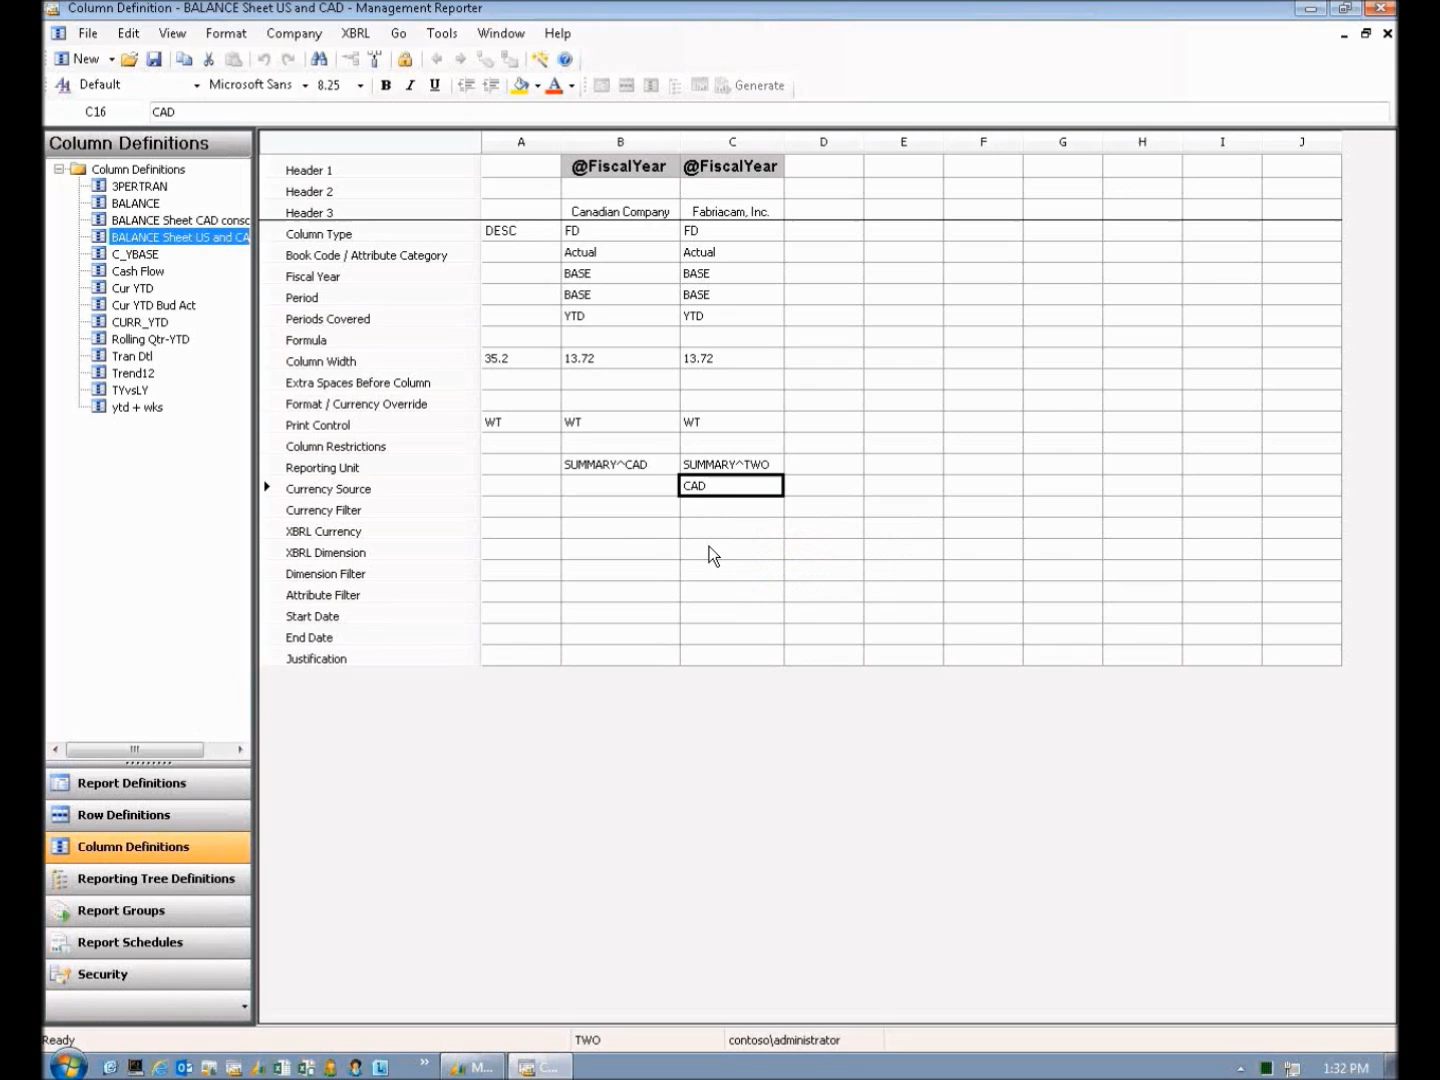 Column Definition - BALANCE Sheet US and CAD - Management Reporter
File Edit View Format Company XBRL Go Tools Window Help
New
Default Microsoft Sans 8.25 B I U A Generate
C16 CAD
Column Definitions
Column Definitions
3PERTRAN
BALANCE
BALANCE Sheet CAD consc
BALANCE Sheet US and CA
C_YBASE
Cash Flow
Cur YTD
Cur YTD Bud Act
CURR_YTD
Rolling Qtr-YTD
Tran Dtl
Trend12
TYvsLY
ytd + wks
Report Definitions
Row Definitions
Column Definitions
Reporting Tree Definitions
Report Groups
Report Schedules
Security
A B C D E F G H I J
Header 1 @FiscalYear @FiscalYear
Header 2
Header 3 Canadian Company Fabriacam, Inc.
Column Type DESC FD FD
Book Code / Attribute Category Actual Actual
Fiscal Year BASE BASE
Period BASE BASE
Periods Covered YTD YTD
Formula
Column Width 35.2 13.72 13.72
Extra Spaces Before Column
Format / Currency Override
Print Control WT WT WT
Column Restrictions
Reporting Unit SUMMARY^CAD SUMMARY^TWO
Currency Source CAD
Currency Filter
XBRL Currency
XBRL Dimension
Dimension Filter
Attribute Filter
Start Date
End Date
Justification
Ready TWO contoso\administrator
» M... C... 1:32 PM